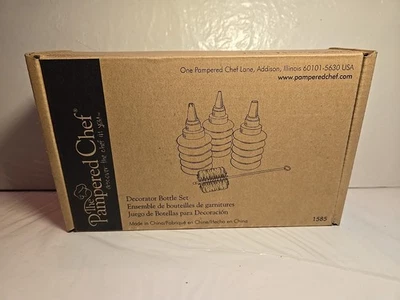 One Pampered Chef Lane, Addison, Illinois 60101-5630 USA
www.pamperedchef.com
The
Pampered Chef®
discover the chef in you™
Decorator Bottle Set
Ensemble de bouteilles de garnitures
Juego de Botellas para Decoración
Made in China/Fabriqué en Chine/Hecho en China
1585